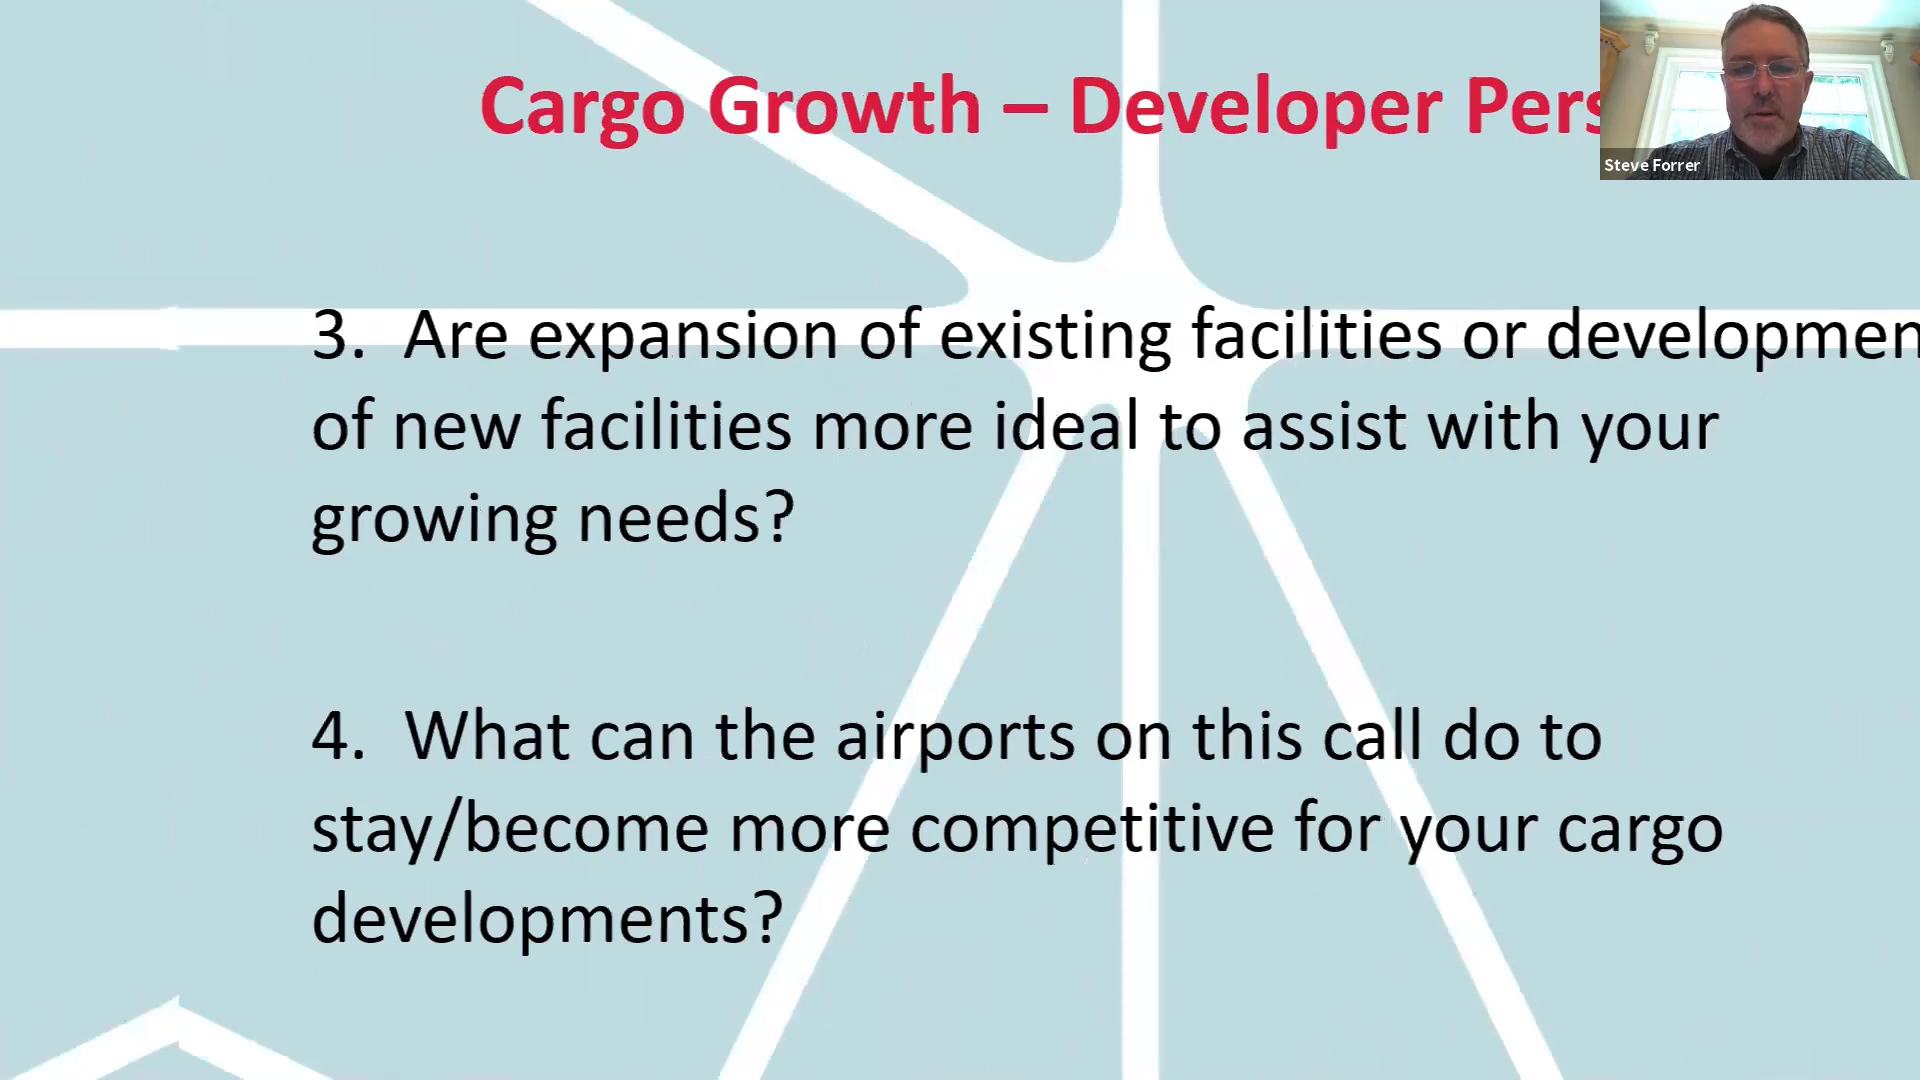 Cargo Growth – Developer Pers
Steve Forrer
3. Are expansion of existing facilities or developmen
of new facilities more ideal to assist with your
growing needs?
4. What can the airports on this call do to
stay/become more competitive for your cargo
developments?